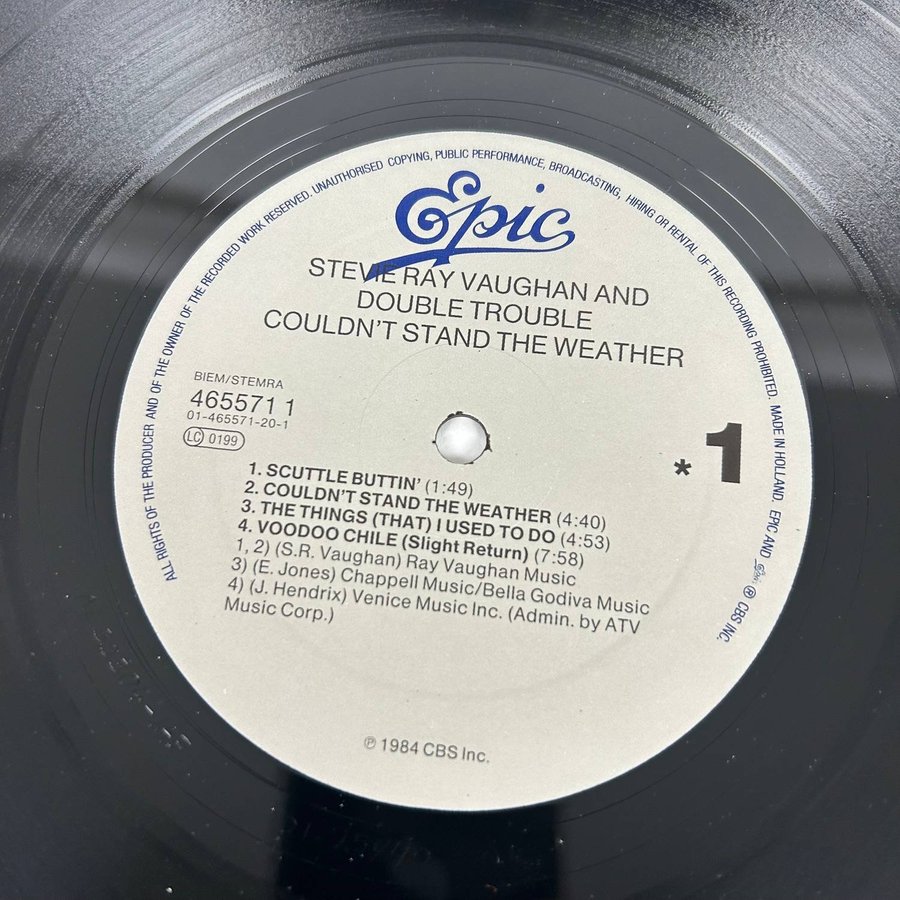 ALL RIGHTS OF THE PRODUCER AND OF THE OWNER OF THE RECORDED WORK RESERVED. UNAUTHORISED COPYING, PUBLIC PERFORMANCE, BROADCASTING, HIRING OR RENTAL OF THIS RECORDING PROHIBITED. MADE IN HOLLAND. EPIC AND Epic ® CBS INC.
Epic
STEVIE RAY VAUGHAN AND
DOUBLE TROUBLE
COULDN'T STAND THE WEATHER
BIEM/STEMRA
465571 1
01-465571-20-1
LC 0199
* 1
1. SCUTTLE BUTTIN' (1:49)
2. COULDN'T STAND THE WEATHER (4:40)
3. THE THINGS (THAT) I USED TO DO (4:53)
4. VOODOO CHILE (Slight Return) (7:58)
1, 2) (S.R. Vaughan) Ray Vaughan Music
3) (E. Jones) Chappell Music/Bella Godiva Music
4) (J. Hendrix) Venice Music Inc. (Admin. by ATV
Music Corp.)
℗ 1984 CBS Inc.